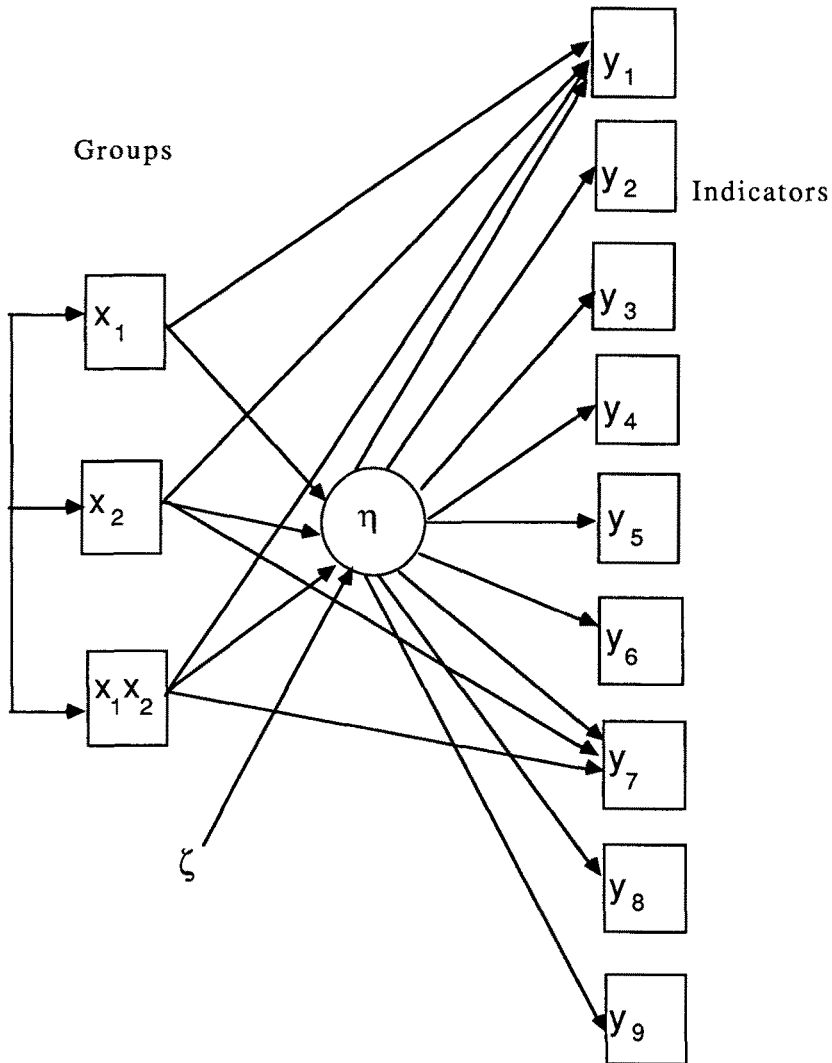 y₁
Groups
y₂
Indicators
x₁
y₃
y₄
x₂
η
y₅
y₆
x₁x₂
y₇
ζ
y₈
y₉